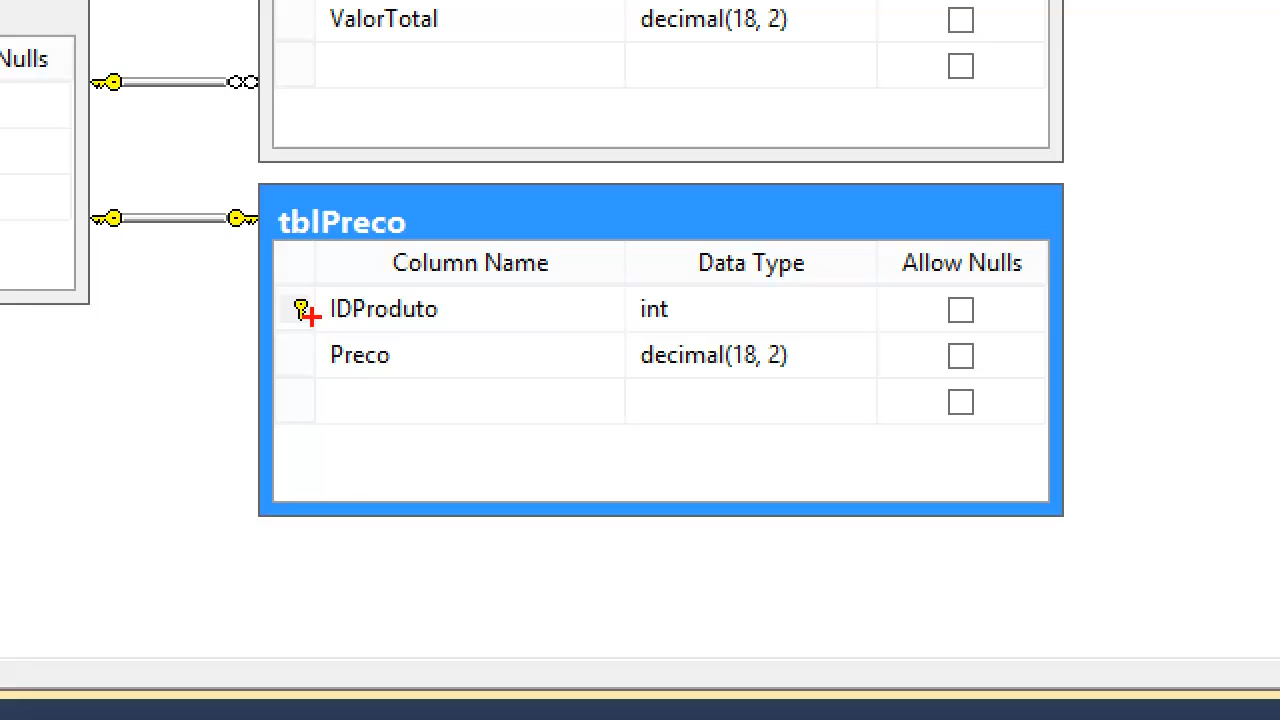 ValorTotal decimal(18, 2)
Nulls
tblPreco
Column Name Data Type Allow Nulls
IDProduto int
Preco decimal(18, 2)